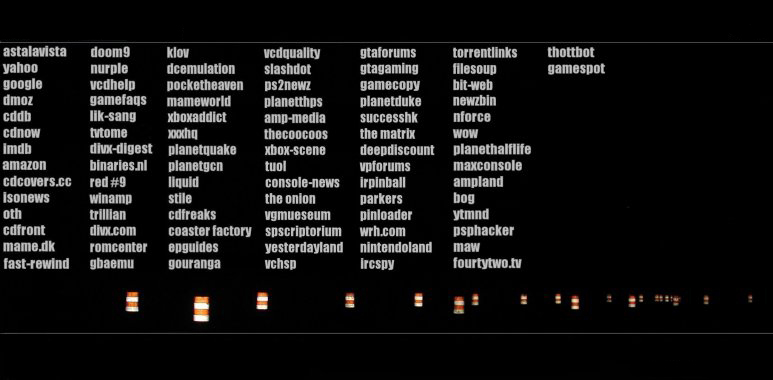 astalavista
yahoo
google
dmoz
cddb
cdnow
imdb
amazon
cdcovers.cc
isonews
oth
cdfront
mame.dk
fast-rewind
doom9
nurple
vcdhelp
gamefaqs
lik-sang
tvtome
divx-digest
binaries.nl
red #9
winamp
trillian
divx.com
romcenter
gbaemu
klov
dcemulation
pocketheaven
mameworld
xboxaddict
xxxhq
planetquake
planetgcn
liquid
stile
cdfreaks
coaster factory
epguides
gouranga
vcdquality
slashdot
ps2newz
planetthps
amp-media
thecoocoos
xbox-scene
tuol
console-news
the onion
vgmueseum
spscriptorium
yesterdayland
vchsp
gtaforums
gtagaming
gamecopy
planetduke
successhk
the matrix
deepdiscount
vpforums
irpinball
parkers
pinloader
wrh.com
nintendoland
ircspy
torrentlinks
filesoup
bit-web
newzbin
nforce
wow
planethalflife
maxconsole
ampland
bog
ytmnd
psphacker
maw
fourtytwo.tv
thottbot
gamespot